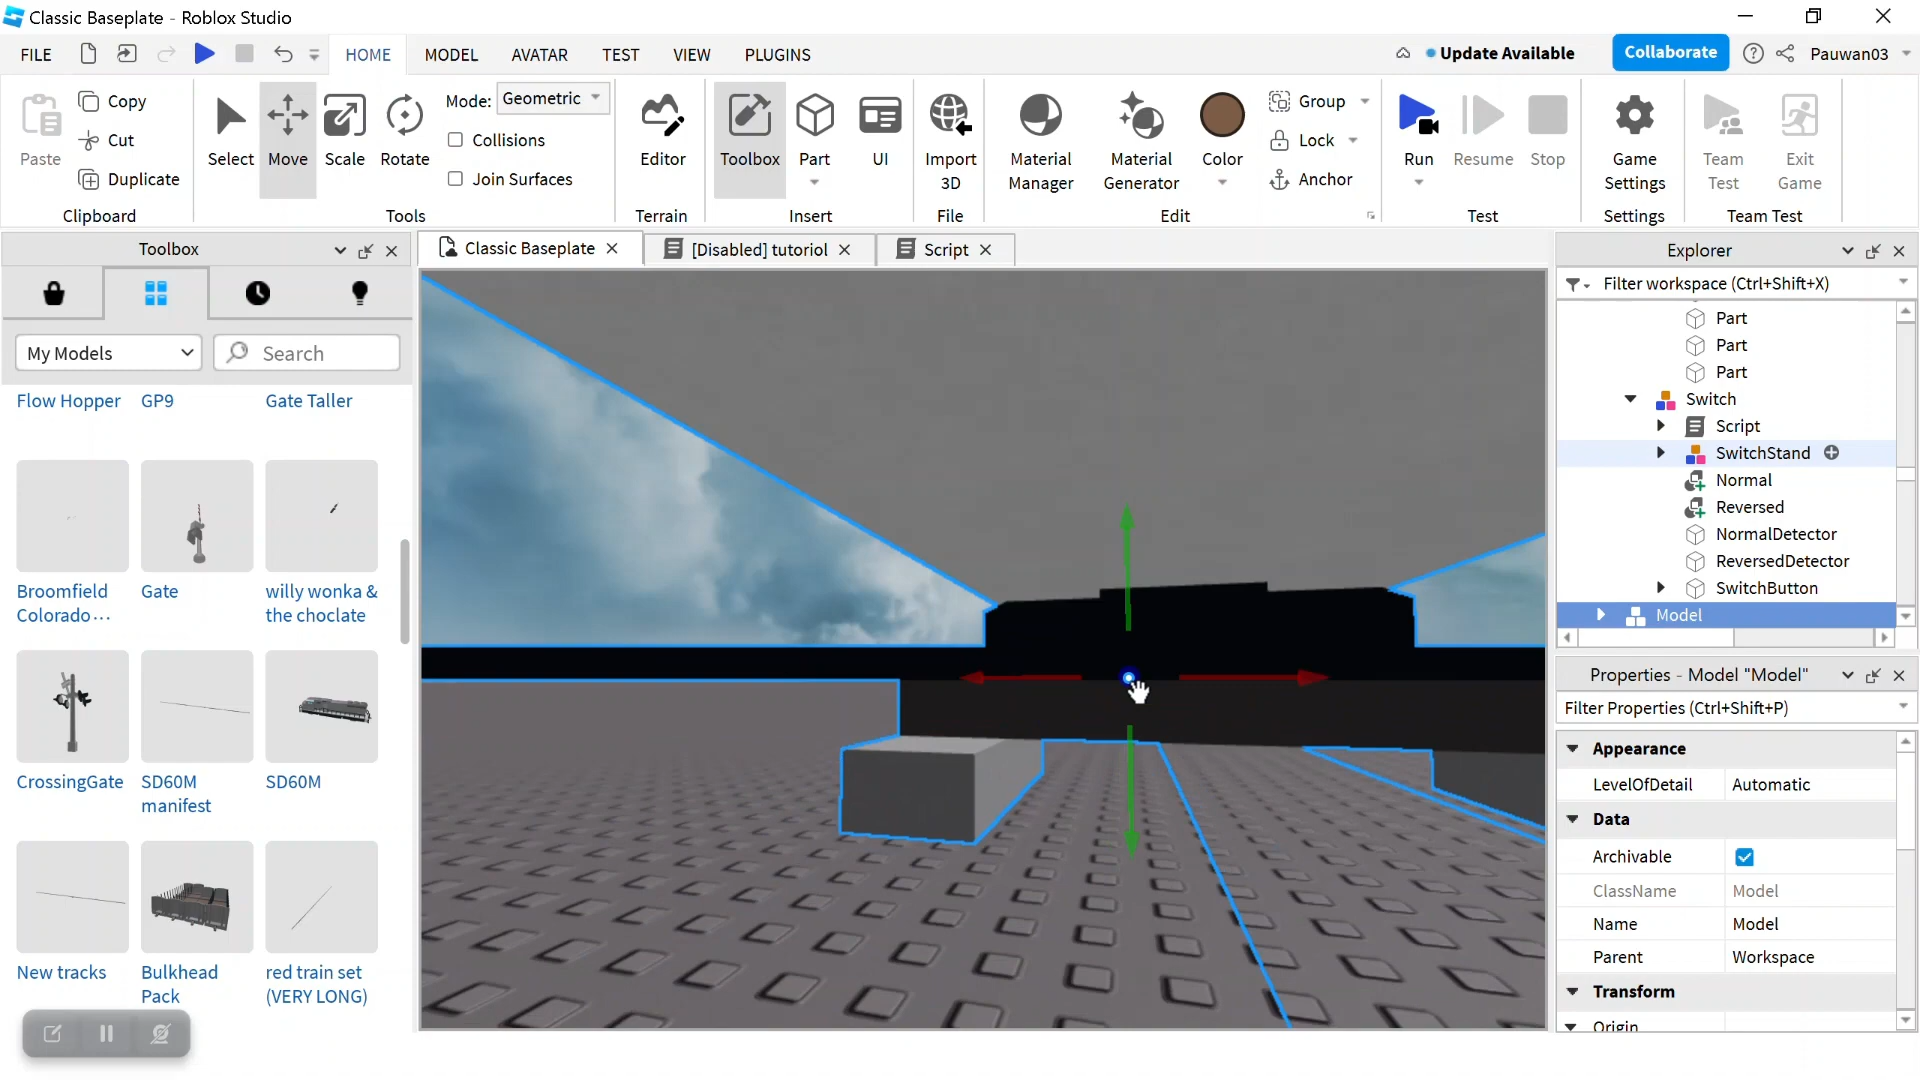 Classic Baseplate - Roblox Studio
FILE
HOME
MODEL
AVATAR
TEST
VIEW
PLUGINS
Update Available
Collaborate
Pauwan03
Paste
Copy
Cut
Duplicate
Clipboard
Select
Move
Scale
Rotate
Mode: Geometric
Collisions
Join Surfaces
Tools
Editor
Terrain
Toolbox
Part
UI
Insert
Import
3D
File
Material
Manager
Material
Generator
Color
Group
Lock
Anchor
Edit
Run
Resume
Stop
Test
Game
Settings
Settings
Team
Test
Exit
Game
Team Test
Toolbox
My Models
Search
Flow Hopper
GP9
Gate Taller
Broomfield
Colorado...
Gate
willy wonka &
the choclate
CrossingGate
SD60M
manifest
SD60M
New tracks
Bulkhead
Pack
red train set
(VERY LONG)
Classic Baseplate
[Disabled] tutoriol
Script
Explorer
Filter workspace (Ctrl+Shift+X)
Part
Part
Part
Switch
Script
SwitchStand
Normal
Reversed
NormalDetector
ReversedDetector
SwitchButton
Model
Properties - Model "Model"
Filter Properties (Ctrl+Shift+P)
Appearance
LevelOfDetail Automatic
Data
Archivable
ClassName Model
Name Model
Parent Workspace
Transform
Origin